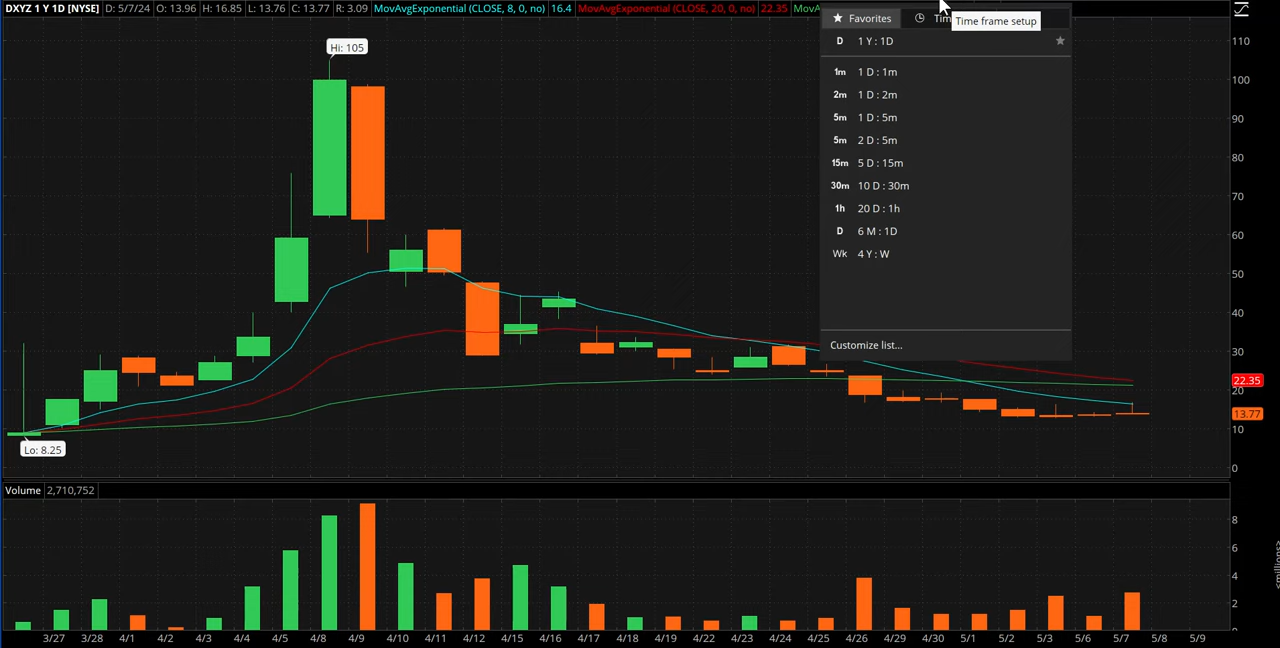 DXYZ 1 Y 1D [NYSE] D: 5/7/24 O: 13.96 H: 16.85 L: 13.76 C: 13.77 R: 3.09 MovAvgExponential (CLOSE, 8, 0, no) 16.4 MovAvgExponential (CLOSE, 20, 0, no) 22.35 MovA
Favorites Tim
Time frame setup
D 1 Y : 1D
1m 1 D : 1m
2m 1 D : 2m
5m 1 D : 5m
5m 2 D : 5m
15m 5 D : 15m
30m 10 D : 30m
1h 20 D : 1h
D 6 M : 1D
Wk 4 Y : W
Customize list...
Hi: 105
Lo: 8.25
110
100
90
80
70
60
50
40
30
22.35
20
13.77
10
0
Volume 2,710,752
8
6
4
2
0
<millions>
3/27 3/28 4/1 4/2 4/3 4/4 4/5 4/8 4/9 4/10 4/11 4/12 4/15 4/16 4/17 4/18 4/19 4/22 4/23 4/24 4/25 4/26 4/29 4/30 5/1 5/2 5/3 5/6 5/7 5/8 5/9